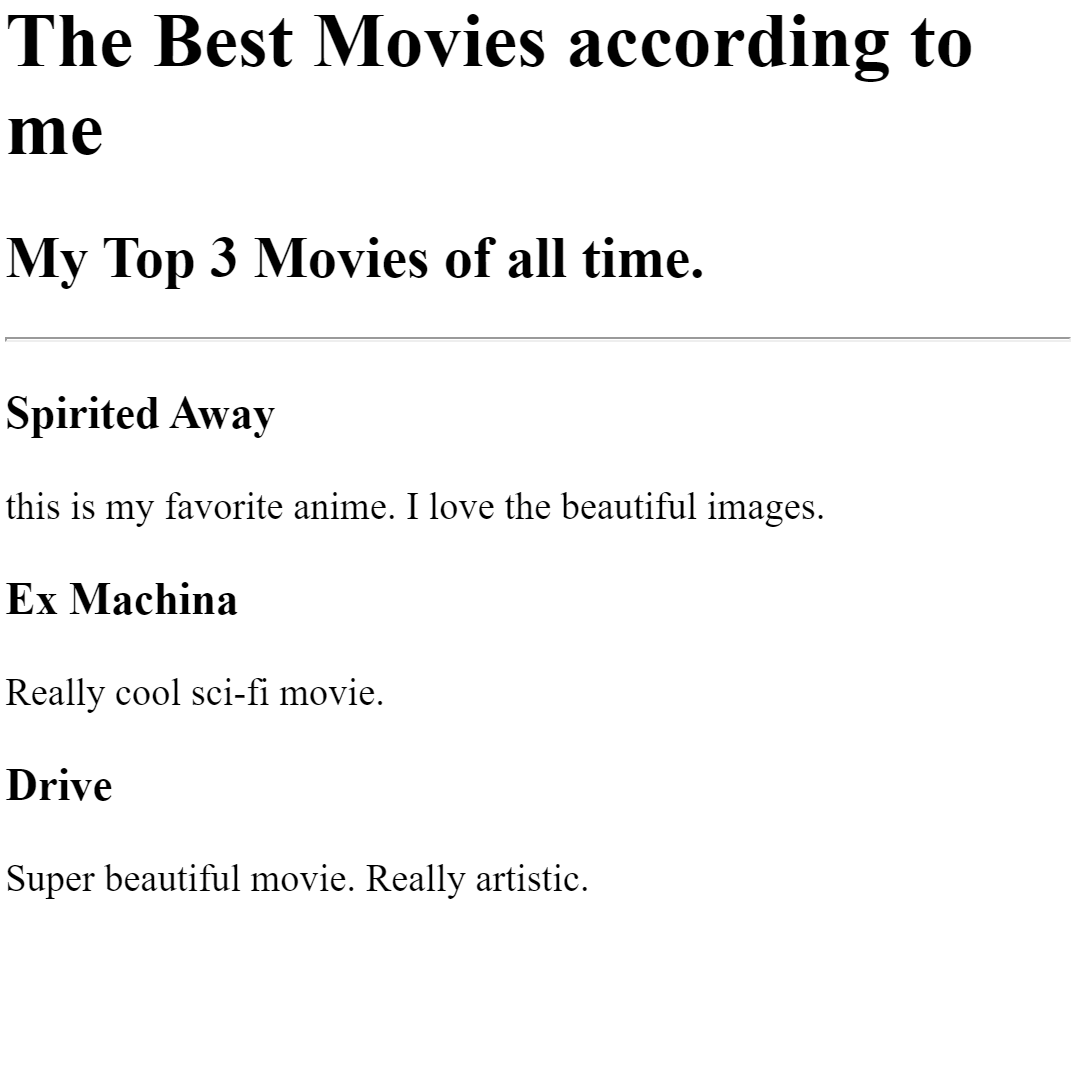 The Best Movies according to
me
My Top 3 Movies of all time.
Spirited Away
this is my favorite anime. I love the beautiful images.
Ex Machina
Really cool sci-fi movie.
Drive
Super beautiful movie. Really artistic.